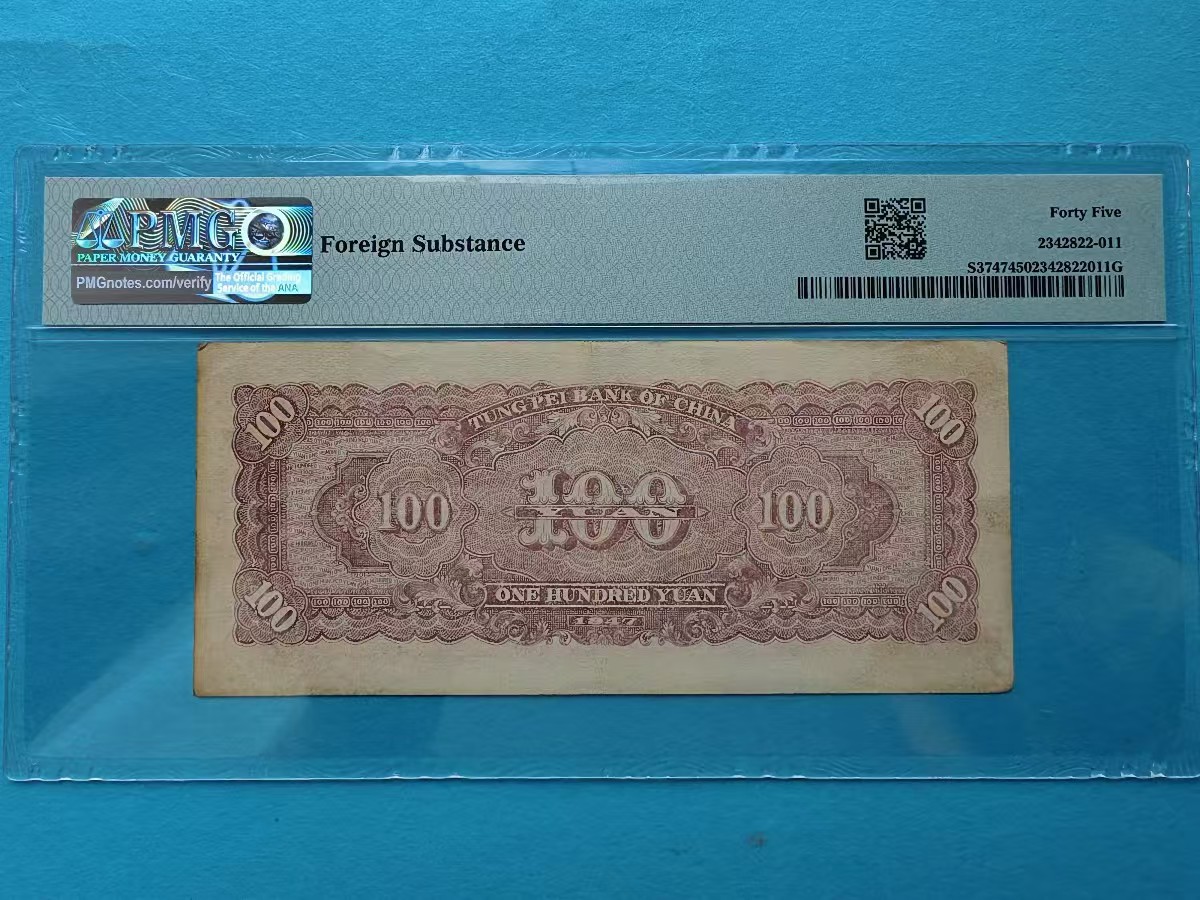 PMG
PAPER MONEY GUARANTY
PMGnotes.com/verify
The Official Grading
Service of the ANA
Foreign Substance
Forty Five
2342822-011
S37474502342822011G
TUNG PEI BANK OF CHINA
100
100
100
100
YUAN
100
ONE HUNDRED YUAN
100
100
1947